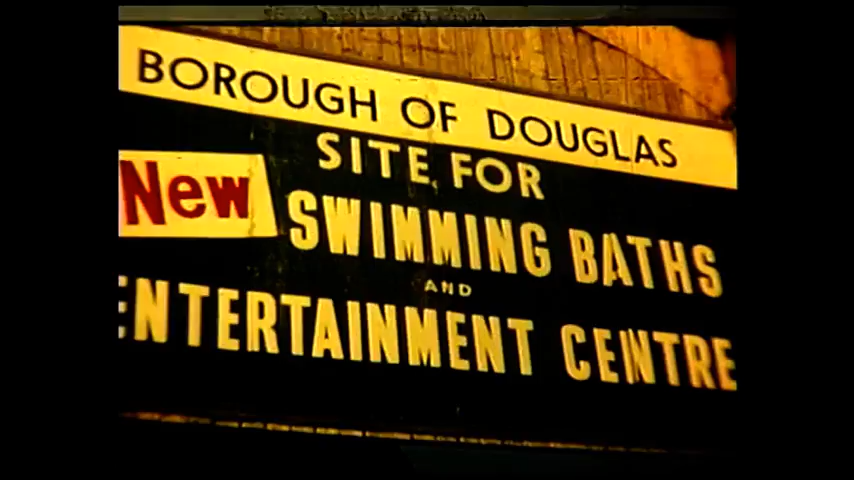 BOROUGH OF DOUGLAS
SITE FOR
New SWIMMING BATHS
AND
ENTERTAINMENT CENTRE